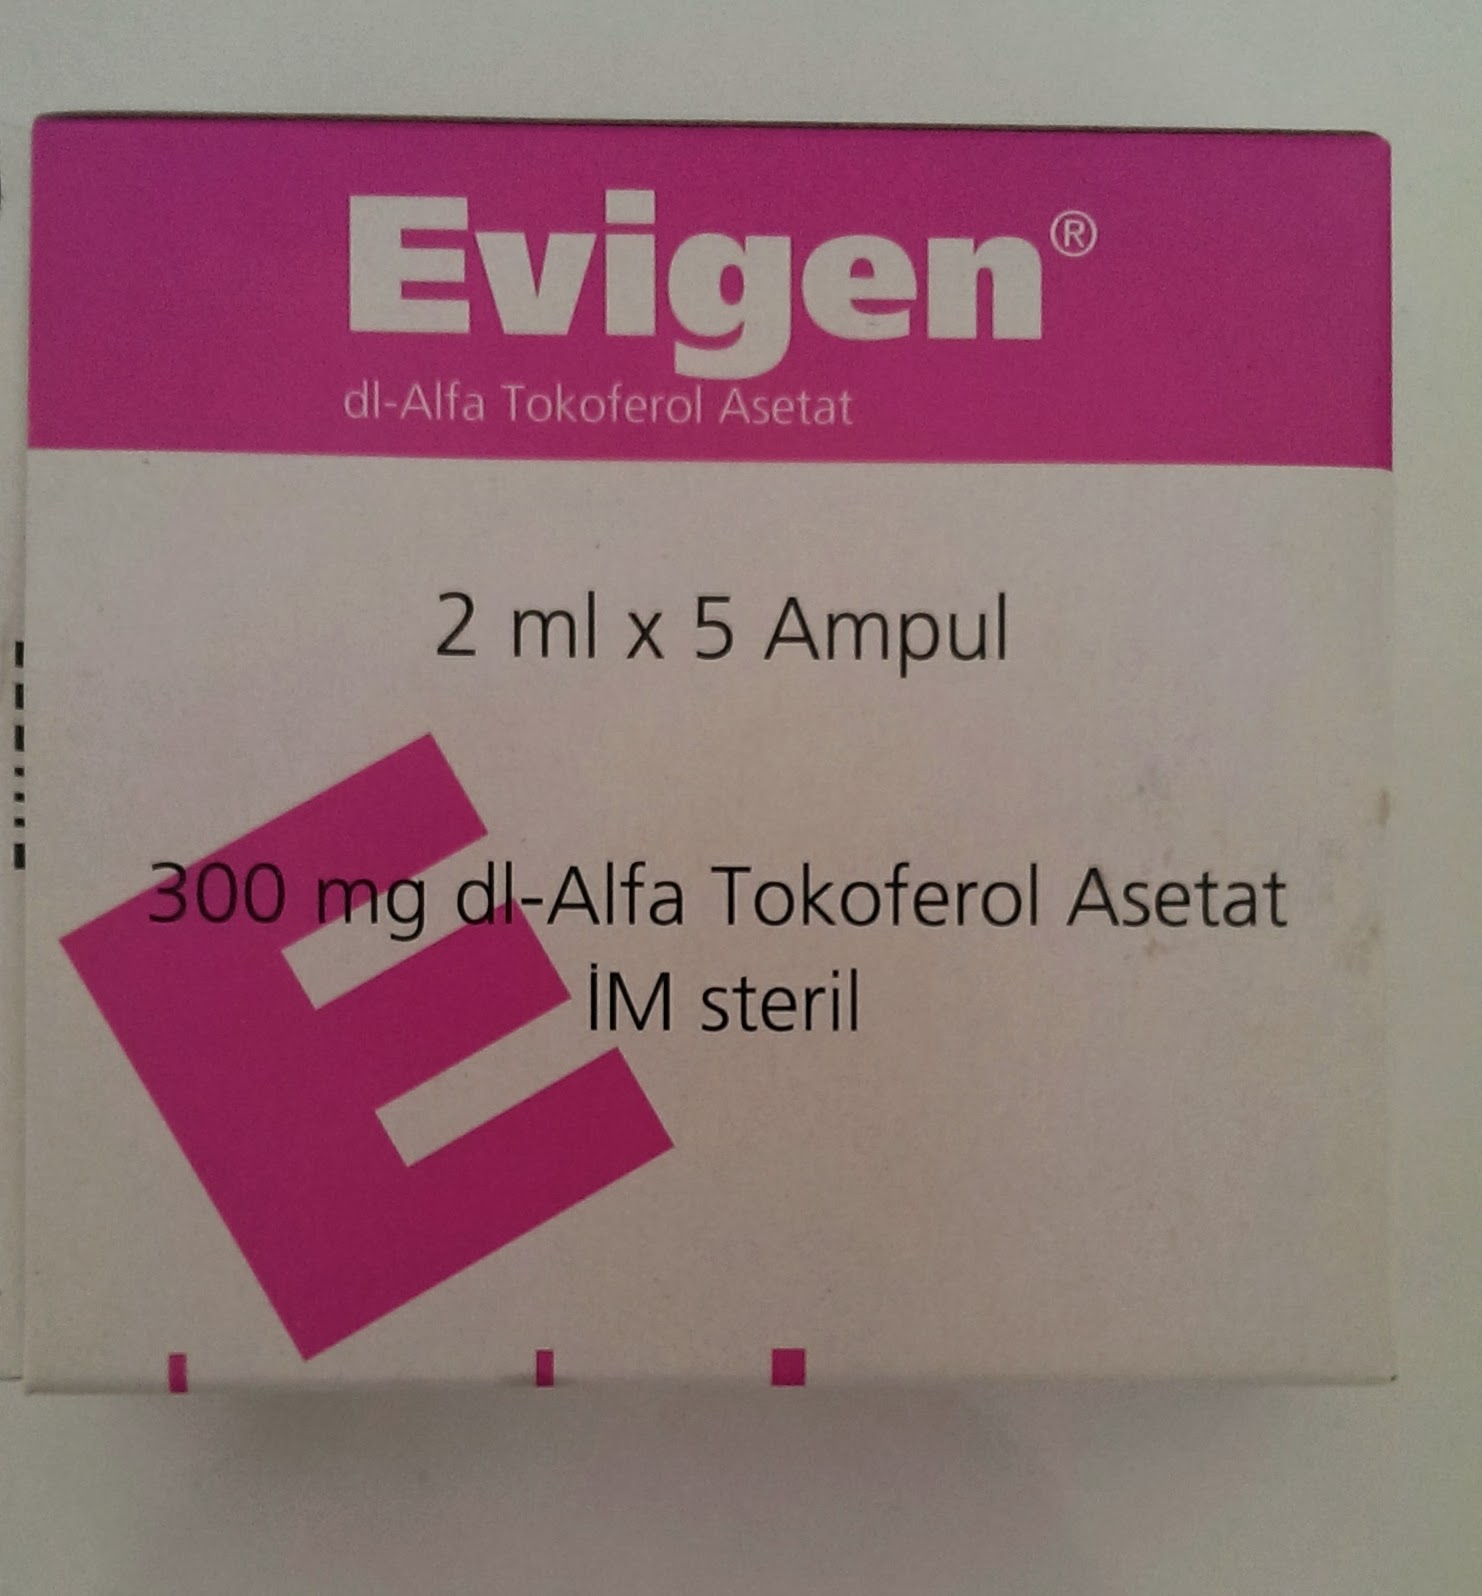 Evigen®
dl-Alfa Tokoferol Asetat
2 ml x 5 Ampul
300 mg dl-Alfa Tokoferol Asetat
İM steril